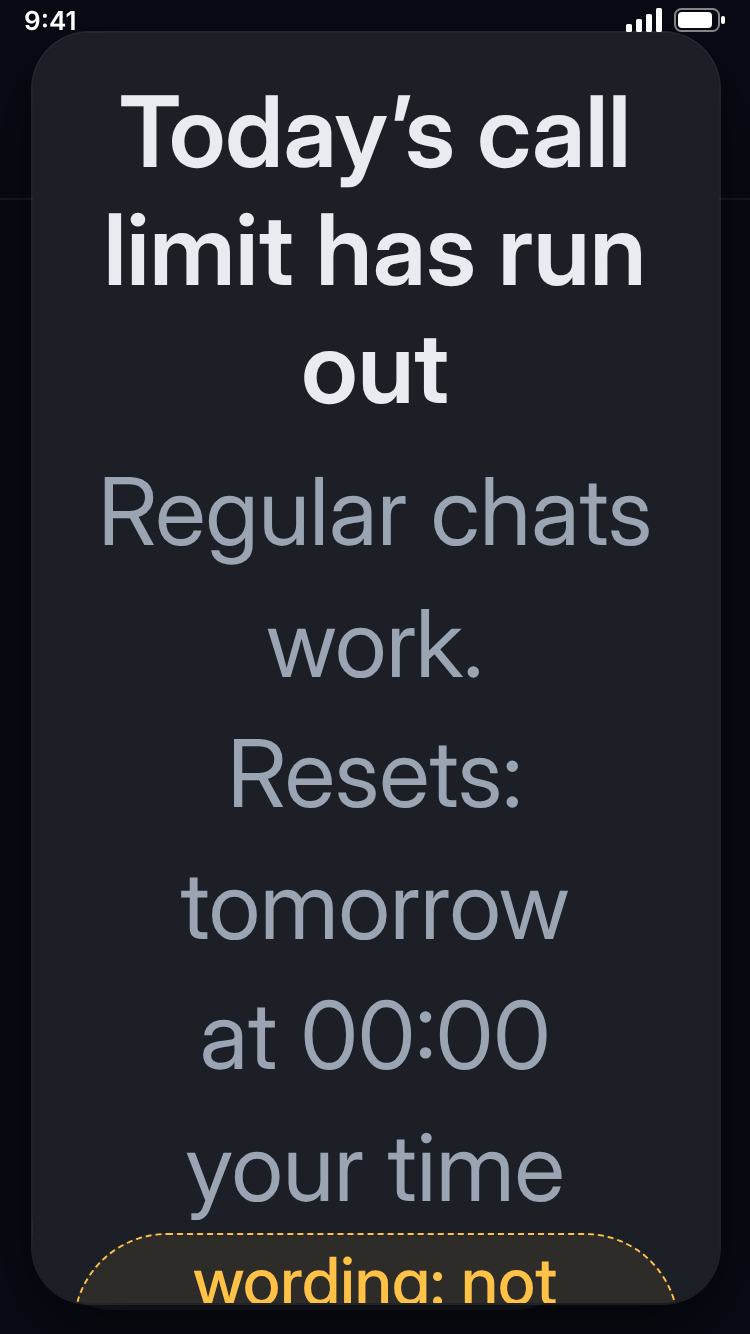 9:41
Today’s call
limit has run
out
Regular chats
work.
Resets:
tomorrow
at 00:00
your time
wording: not